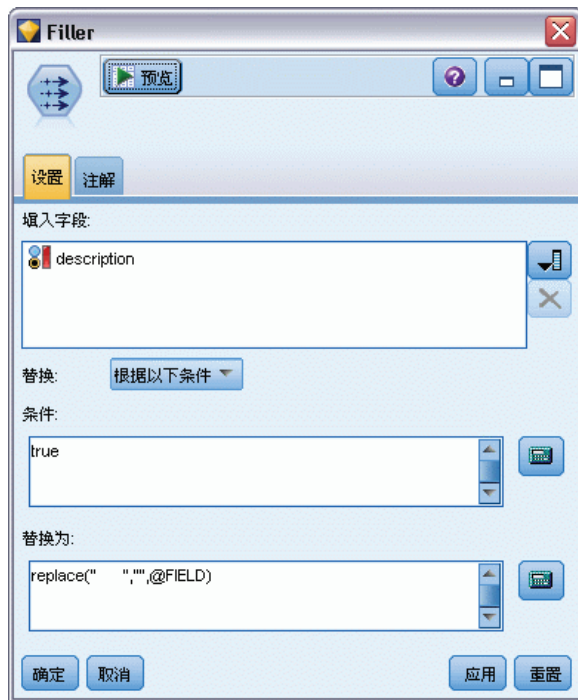 Filler
预览
设置 注解
填入字段:
description
替换: 根据以下条件
条件:
true
替换为:
replace("      ","",@FIELD)
确定 取消 应用 重置